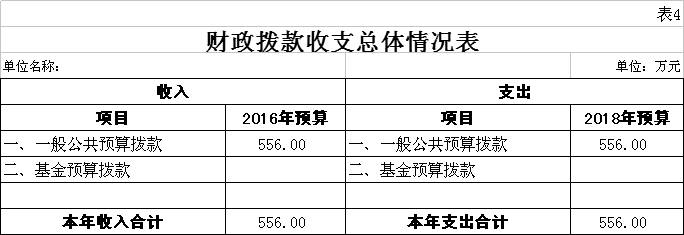 表4
财政拨款收支总体情况表
单位名称： 单位：万元
收入 支出
项目 2016年预算 项目 2018年预算
一、一般公共预算拨款 556.00 一、一般公共预算拨款 556.00
二、基金预算拨款 二、基金预算拨款
本年收入合计 556.00 本年支出合计 556.00